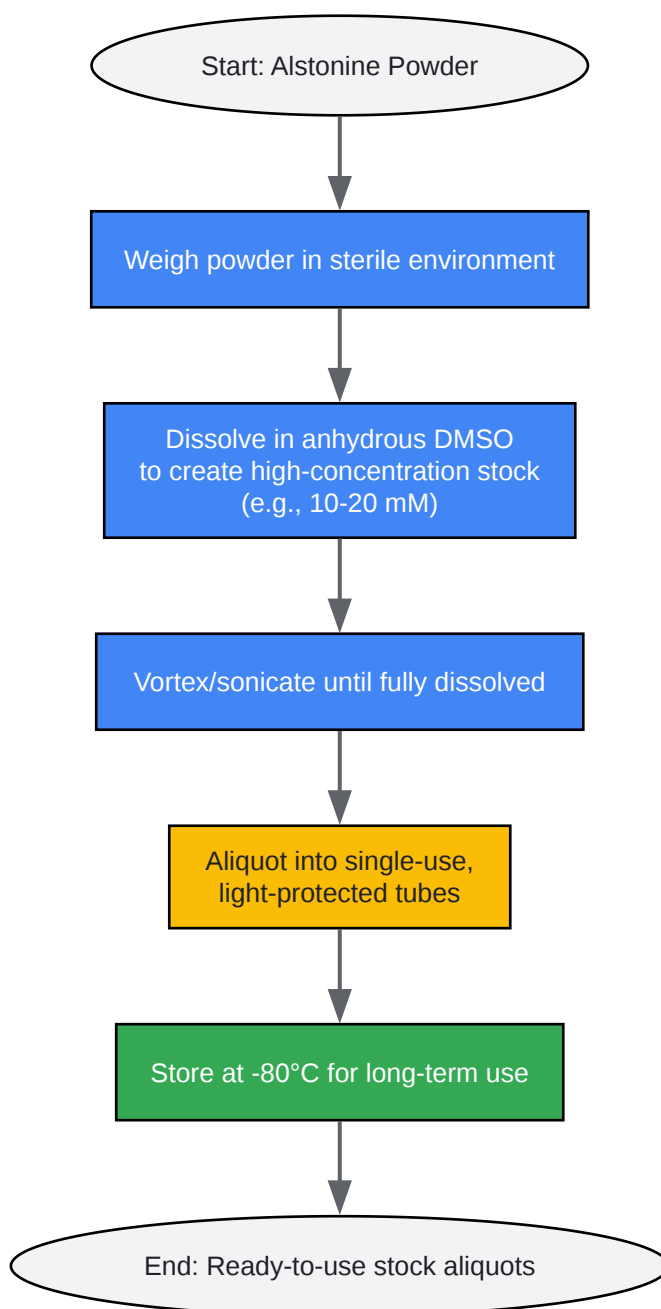 Start: Alstonine Powder
Weigh powder in sterile environment
Dissolve in anhydrous DMSO
to create high-concentration stock
(e.g., 10-20 mM)
Vortex/sonicate until fully dissolved
Aliquot into single-use,
light-protected tubes
Store at -80°C for long-term use
End: Ready-to-use stock aliquots